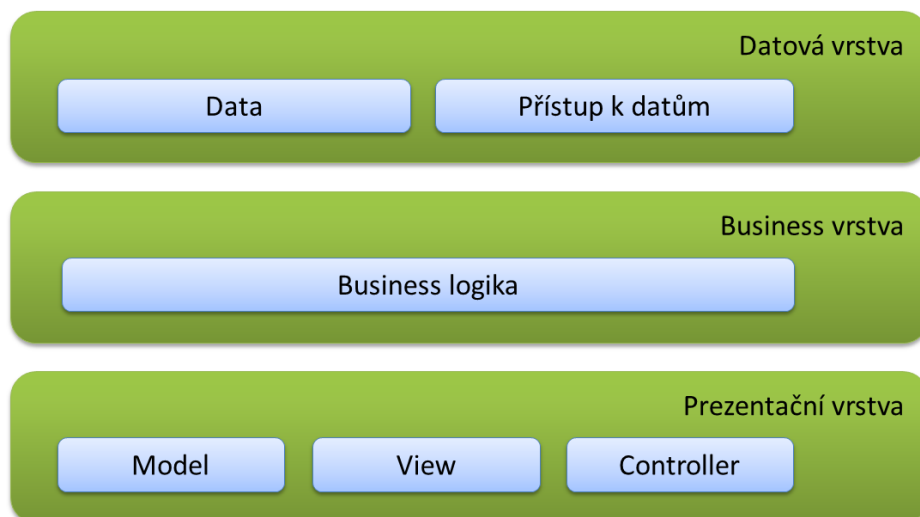 Datová vrstva
Data
Přístup k datům
Business vrstva
Business logika
Prezentační vrstva
Model
View
Controller